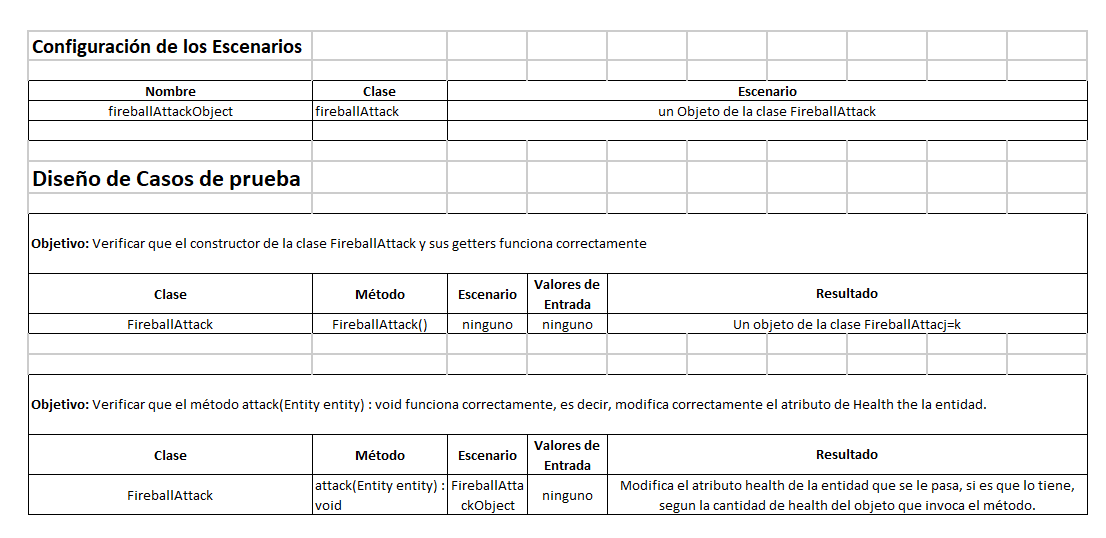 Configuración de los Escenarios
Nombre Clase Escenario
fireballAttackObject fireballAttack un Objeto de la clase FireballAttack
Diseño de Casos de prueba
Objetivo: Verificar que el constructor de la clase FireballAttack y sus getters funciona correctamente
Clase Método Escenario Valores de Entrada Resultado
FireballAttack FireballAttack() ninguno ninguno Un objeto de la clase FireballAttacj=k
Objetivo: Verificar que el método attack(Entity entity) : void funciona correctamente, es decir, modifica correctamente el atributo de Health the la entidad.
Clase Método Escenario Valores de Entrada Resultado
FireballAttack attack(Entity entity) : void FireballAttackObject ninguno Modifica el atributo health de la entidad que se le pasa, si es que lo tiene, segun la cantidad de health del objeto que invoca el método.